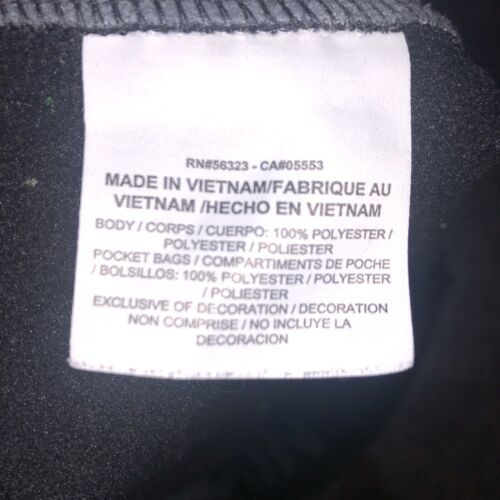 RN#56323 - CA#05553
MADE IN VIETNAM/FABRIQUE AU
VIETNAM /HECHO EN VIETNAM
BODY / CORPS / CUERPO: 100% POLYESTER /
POLYESTER / POLIESTER
POCKET BAGS / COMPARTIMENTS DE POCHE
/ BOLSILLOS: 100% POLYESTER / POLYESTER
/ POLIESTER
EXCLUSIVE OF DECORATION / DECORATION
NON COMPRISE / NO INCLUYE LA
DECORACION